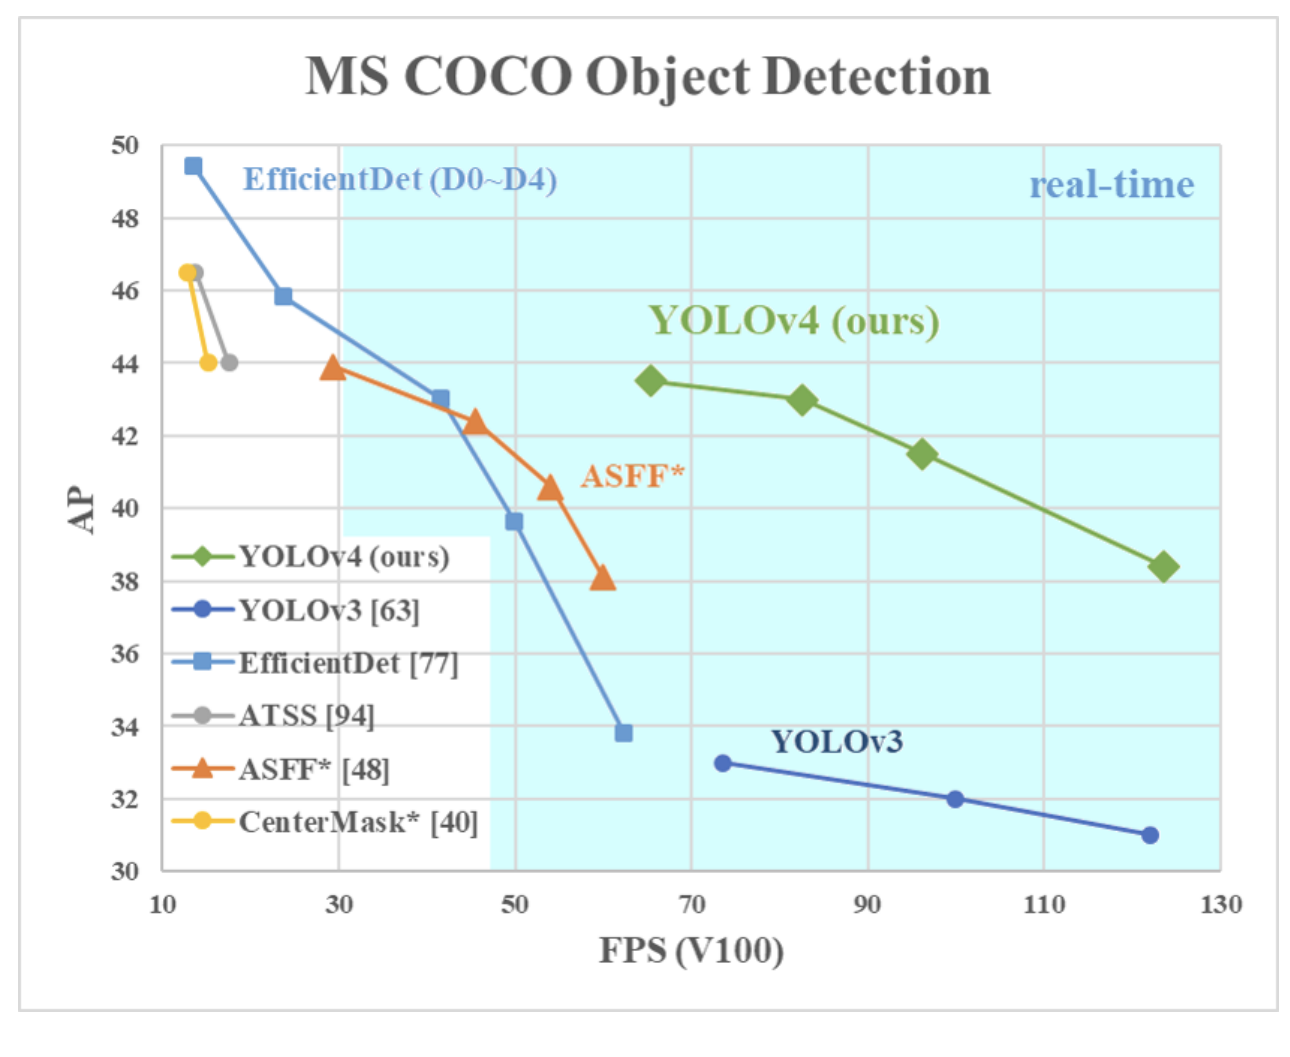 MS COCO Object Detection
50
48
46
44
42
40
38
36
34
32
30
AP
EfficientDet (D0~D4)
real-time
YOLOv4 (ours)
ASFF*
YOLOv3
YOLOv4 (ours)
YOLOv3 [63]
EfficientDet [77]
ATSS [94]
ASFF* [48]
CenterMask* [40]
10 30 50 70 90 110 130
FPS (V100)